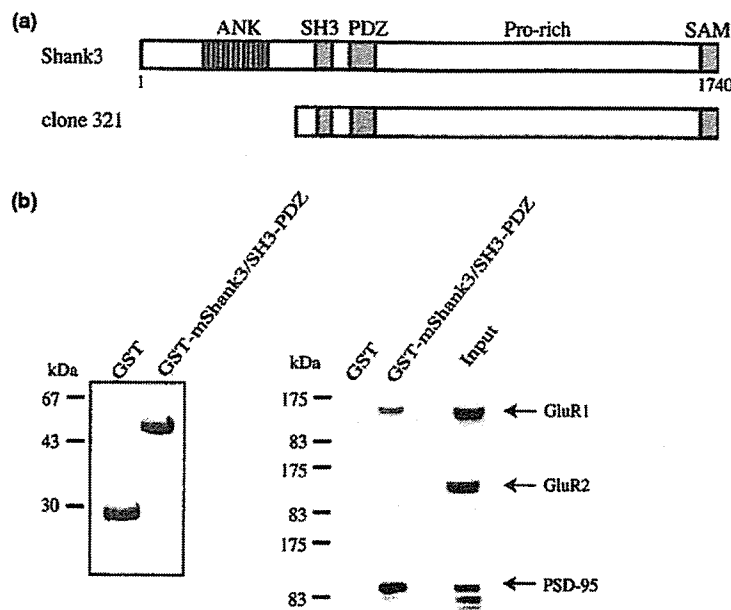 (a)
ANK SH3 PDZ Pro-rich SAM
Shank3
1 1740
clone 321
(b)
GST
GST-mShank3/SH3-PDZ
kDa
67
43
30
GST
GST-mShank3/SH3-PDZ
Input
kDa
175
GluR1
83
175
GluR2
83
175
PSD-95
83